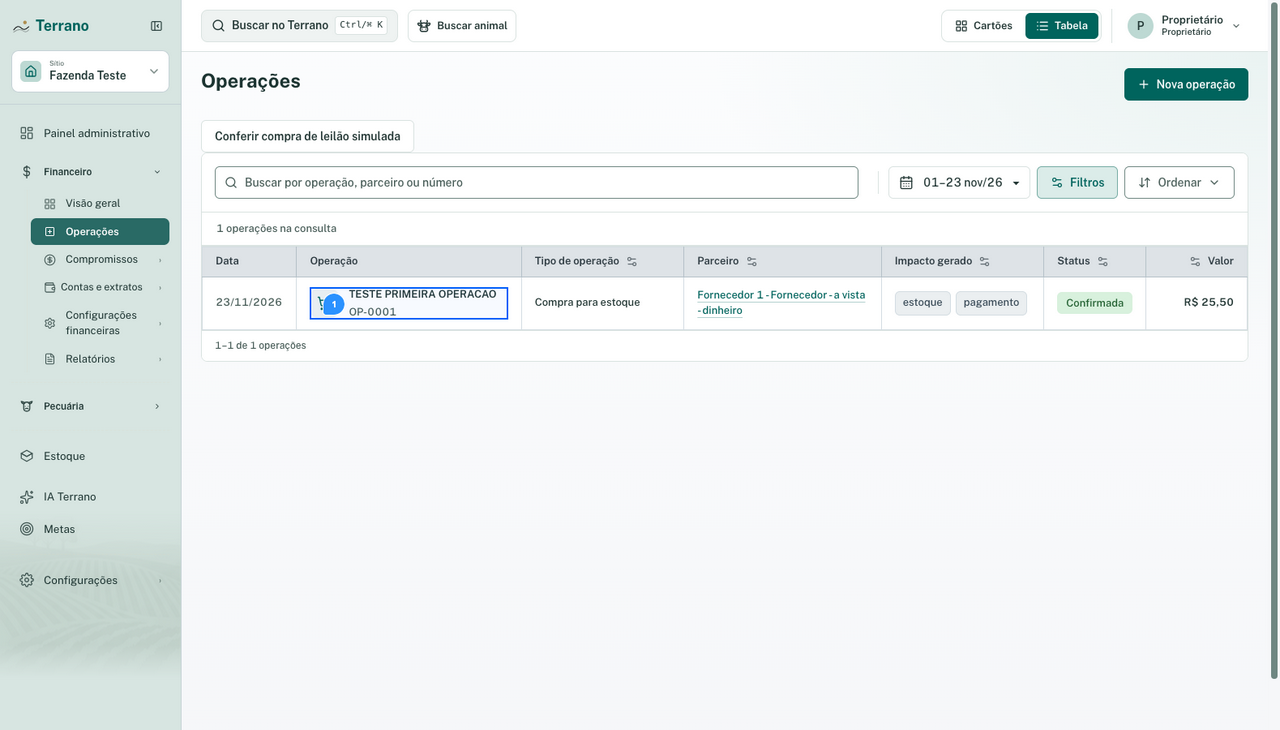 Terrano
Buscar no Terrano Ctrl/⌘ K
Buscar animal
Cartões
Tabela
P
Proprietário
Proprietário
Sítio
Fazenda Teste
Operações
Nova operação
Painel administrativo
Conferir compra de leilão simulada
Financeiro
Buscar por operação, parceiro ou número
01–23 nov/26
Filtros
Ordenar
Visão geral
Operações
1 operações na consulta
Compromissos
Data
Operação
Tipo de operação
Parceiro
Impacto gerado
Status
Valor
Contas e extratos
23/11/2026
1
TESTE PRIMEIRA OPERACAO
OP-0001
Compra para estoque
Fornecedor 1 - Fornecedor - a vista
- dinheiro
estoque
pagamento
Confirmada
R$ 25,50
Configurações
financeiras
1–1 de 1 operações
Relatórios
Pecuária
Estoque
IA Terrano
Metas
Configurações